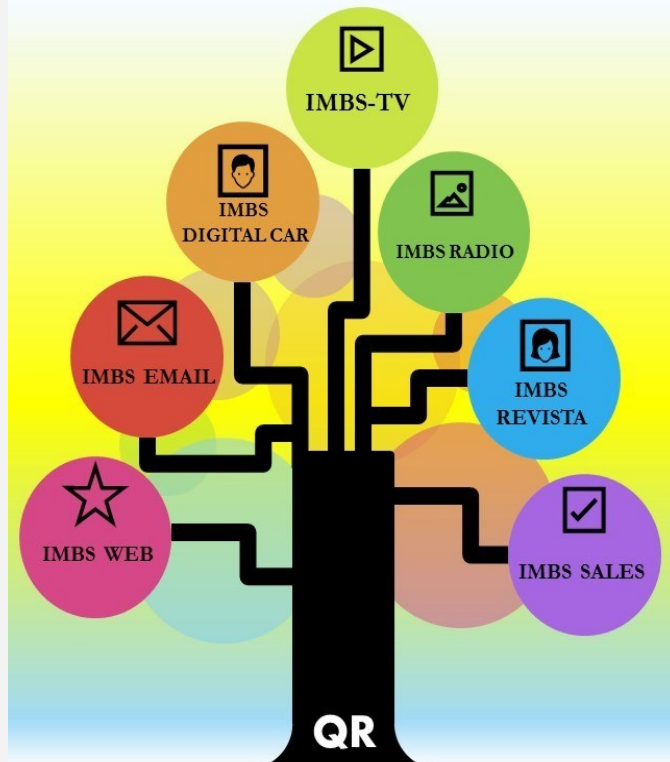 IMBS-TV
IMBS
DIGITAL CAR
IMBS RADIO
IMBS EMAIL
IMBS
REVISTA
IMBS WEB
IMBS SALES
QR